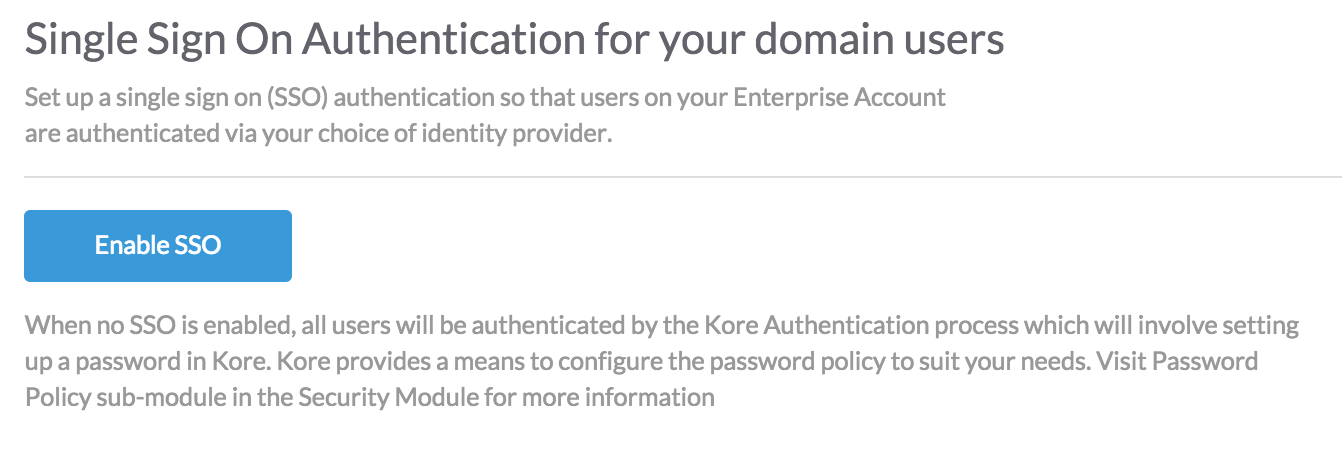 Single Sign On Authentication for your domain users
Set up a single sign on (SSO) authentication so that users on your Enterprise Account
are authenticated via your choice of identity provider.
Enable SSO
When no SSO is enabled, all users will be authenticated by the Kore Authentication process which will involve setting
up a password in Kore. Kore provides a means to configure the password policy to suit your needs. Visit Password
Policy sub-module in the Security Module for more information